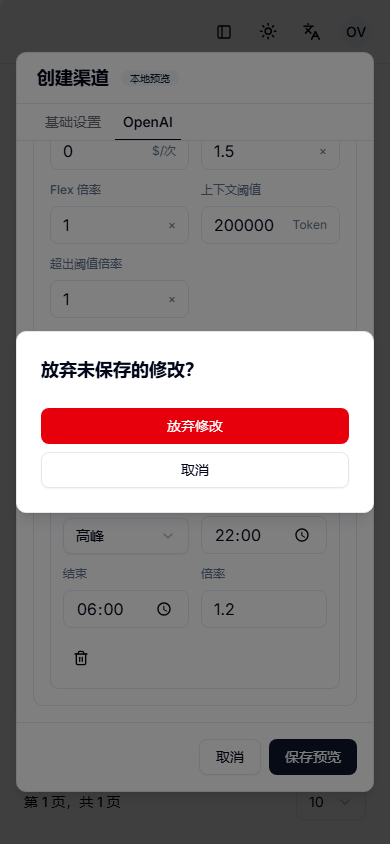 OV
创建渠道 本地预览
基础设置 OpenAI
0 $/次 1.5 ×
Flex 倍率 上下文阈值
1 × 200000 Token
超出阈值倍率
1 ×
放弃未保存的修改?
放弃修改
取消
高峰 22:00
结束 倍率
06:00 1.2
取消 保存预览
第 1 页，共 1 页 10